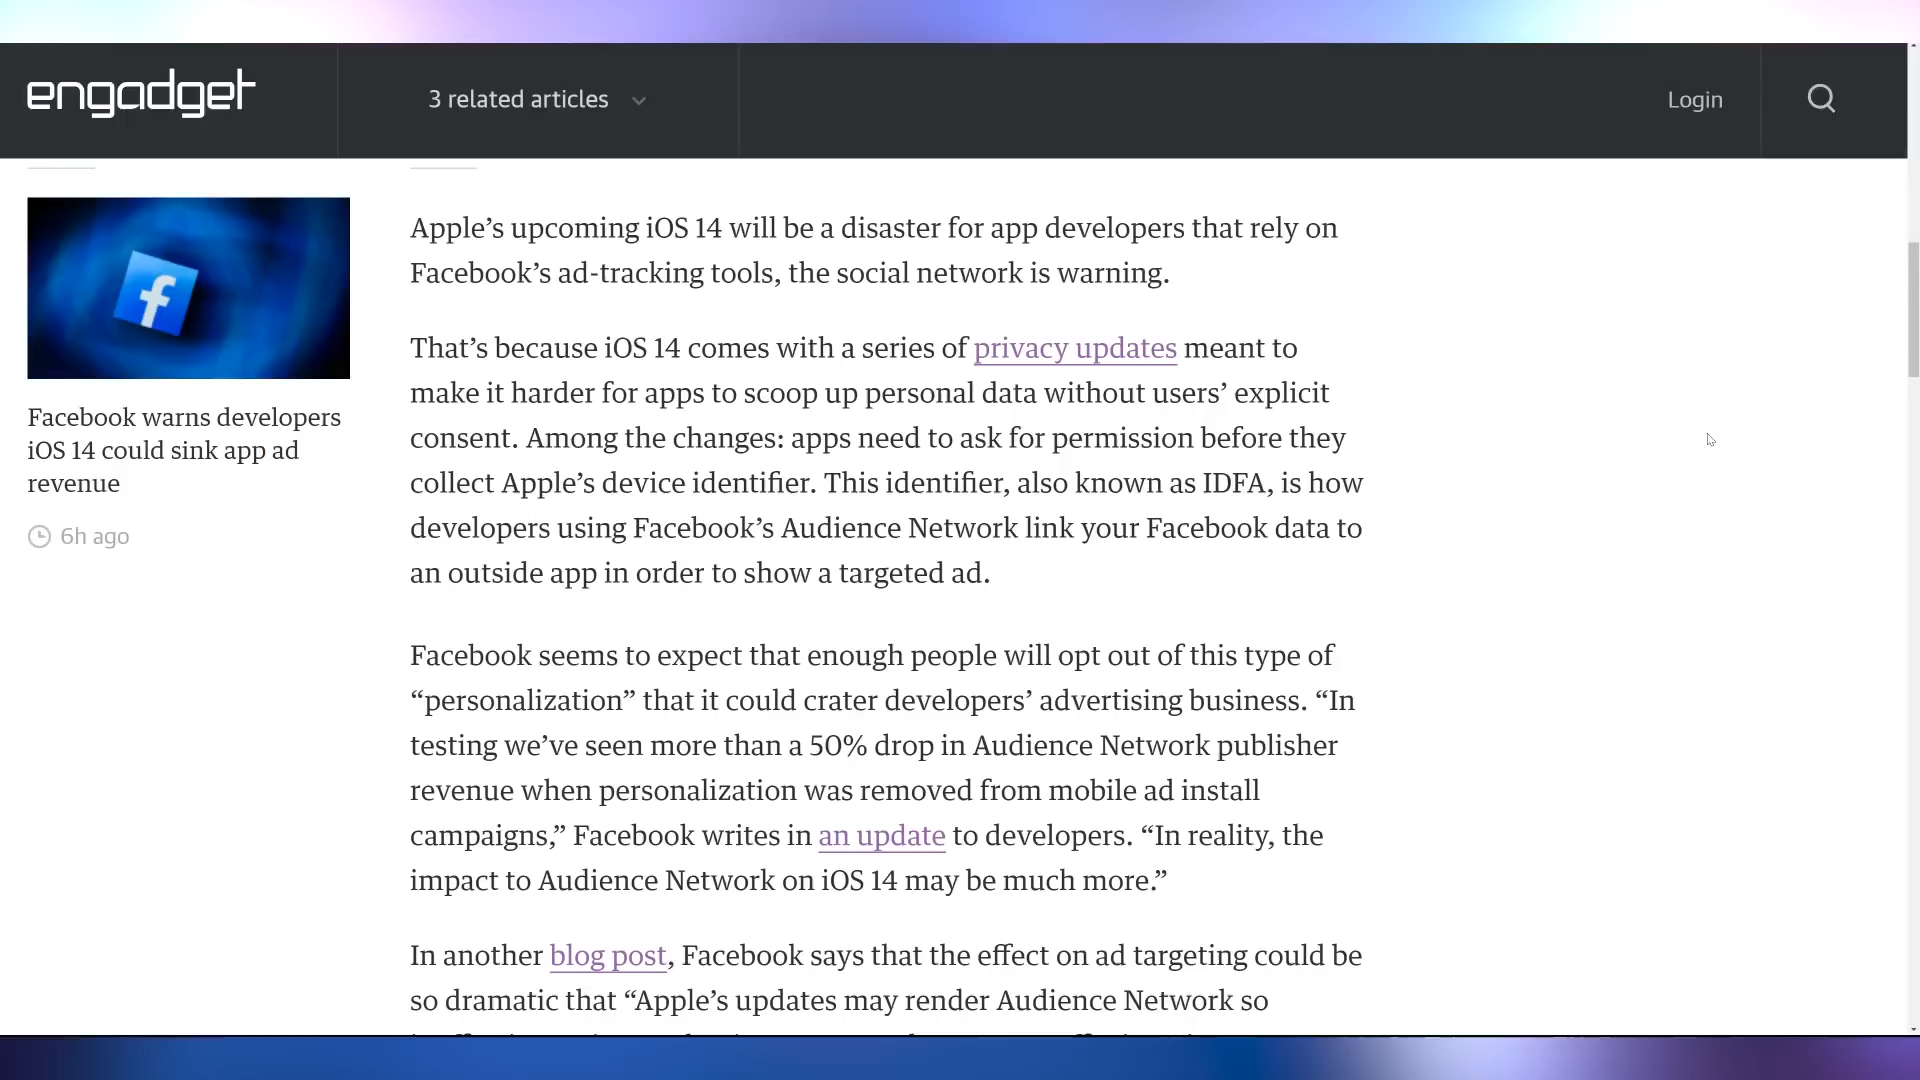 engadget
3 related articles
Login
Facebook warns developers
iOS 14 could sink app ad
revenue
6h ago
Apple’s upcoming iOS 14 will be a disaster for app developers that rely on
Facebook’s ad-tracking tools, the social network is warning.
That’s because iOS 14 comes with a series of privacy updates meant to
make it harder for apps to scoop up personal data without users’ explicit
consent. Among the changes: apps need to ask for permission before they
collect Apple’s device identifier. This identifier, also known as IDFA, is how
developers using Facebook’s Audience Network link your Facebook data to
an outside app in order to show a targeted ad.
Facebook seems to expect that enough people will opt out of this type of
“personalization” that it could crater developers’ advertising business. “In
testing we’ve seen more than a 50% drop in Audience Network publisher
revenue when personalization was removed from mobile ad install
campaigns,” Facebook writes in an update to developers. “In reality, the
impact to Audience Network on iOS 14 may be much more.”
In another blog post, Facebook says that the effect on ad targeting could be
so dramatic that “Apple’s updates may render Audience Network so